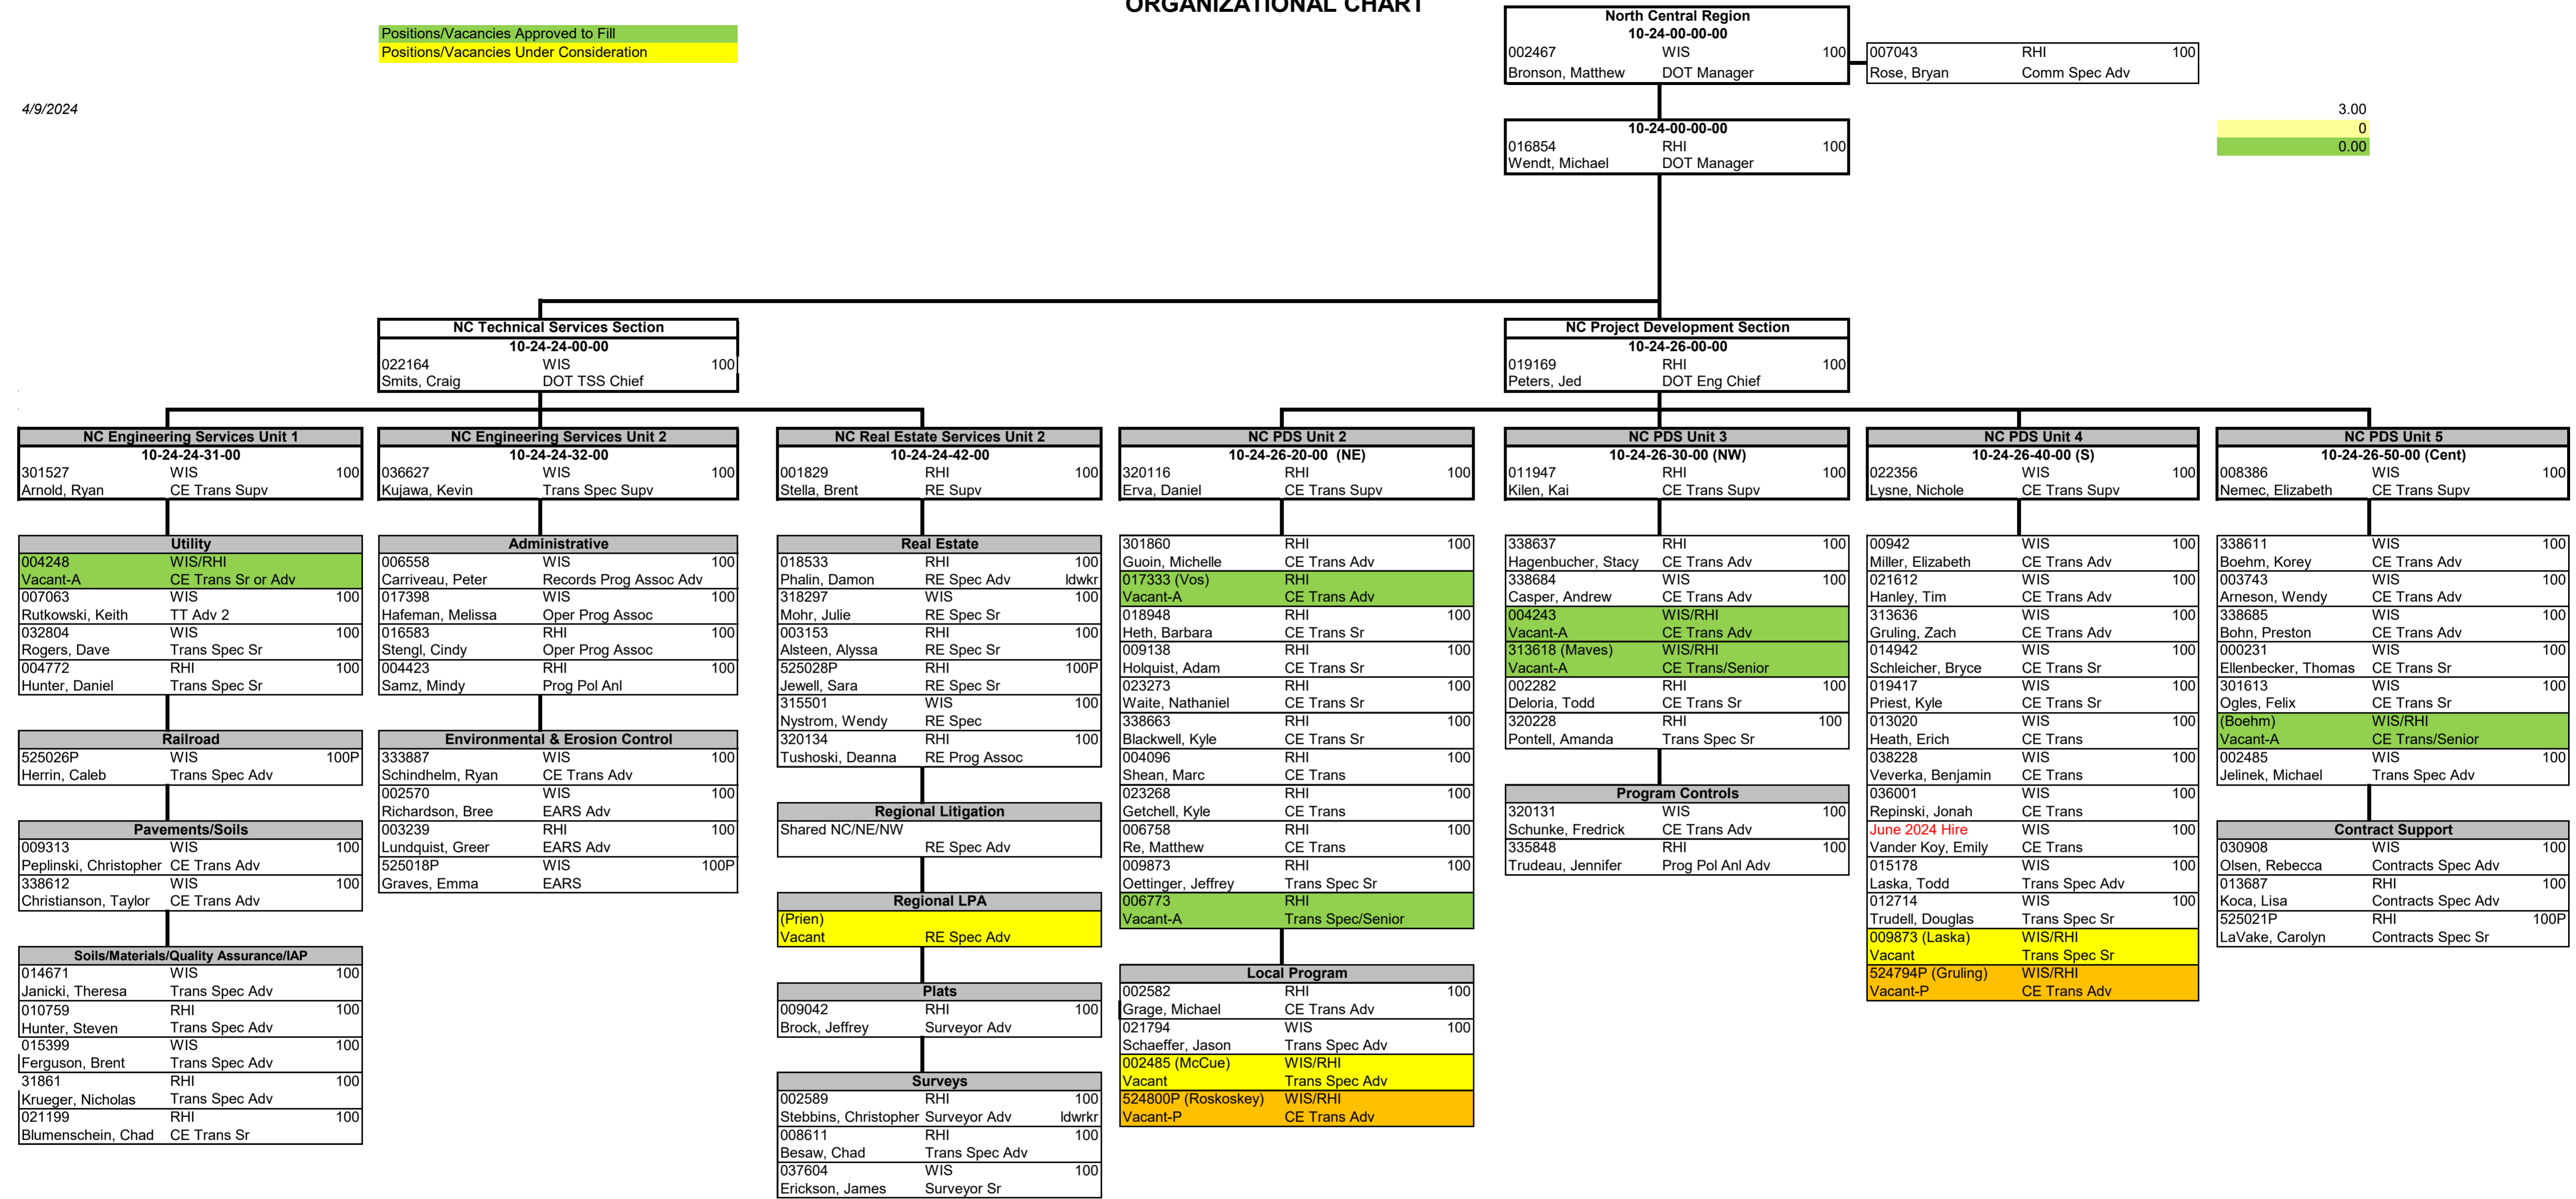 ORGANIZATIONAL CHART
Positions/Vacancies Approved to Fill
Positions/Vacancies Under Consideration
4/9/2024
North Central Region
10-24-00-00-00
002467 WIS 100
Bronson, Matthew DOT Manager
007043 RHI 100
Rose, Bryan Comm Spec Adv
10-24-00-00-00
016854 RHI 100
Wendt, Michael DOT Manager
3.00
0
0.00
NC Technical Services Section
10-24-24-00-00
022164 WIS 100
Smits, Craig DOT TSS Chief
NC Project Development Section
10-24-26-00-00
019169 RHI 100
Peters, Jed DOT Eng Chief
NC Engineering Services Unit 1
10-24-24-31-00
301527 WIS 100
Arnold, Ryan CE Trans Supv
Utility
004248 WIS/RHI
Vacant-A CE Trans Sr or Adv
007063 WIS 100
Rutkowski, Keith TT Adv 2
032804 WIS 100
Rogers, Dave Trans Spec Sr
004772 RHI 100
Hunter, Daniel Trans Spec Sr
Railroad
525026P WIS 100P
Herrin, Caleb Trans Spec Adv
Pavements/Soils
009313 WIS 100
Peplinski, Christopher CE Trans Adv
338612 WIS 100
Christianson, Taylor CE Trans Adv
Soils/Materials/Quality Assurance/IAP
014671 WIS 100
Janicki, Theresa Trans Spec Adv
010759 RHI 100
Hunter, Steven Trans Spec Adv
015399 WIS 100
Ferguson, Brent Trans Spec Adv
31861 RHI 100
Krueger, Nicholas Trans Spec Adv
021199 RHI 100
Blumenschein, Chad CE Trans Sr
NC Engineering Services Unit 2
10-24-24-32-00
036627 WIS 100
Kujawa, Kevin Trans Spec Supv
Administrative
006558 WIS 100
Carriveau, Peter Records Prog Assoc Adv
017398 WIS 100
Hafeman, Melissa Oper Prog Assoc
016583 RHI 100
Stengl, Cindy Oper Prog Assoc
004423 RHI 100
Samz, Mindy Prog Pol Anl
Environmental & Erosion Control
333887 WIS 100
Schindhelm, Ryan CE Trans Adv
002570 WIS 100
Richardson, Bree EARS Adv
003239 RHI 100
Lundquist, Greer EARS Adv
525018P WIS 100P
Graves, Emma EARS
NC Real Estate Services Unit 2
10-24-24-42-00
001829 RHI 100
Stella, Brent RE Supv
Real Estate
018533 RHI 100
Phalin, Damon RE Spec Adv ldwkr
318297 WIS 100
Mohr, Julie RE Spec Sr
003153 RHI 100
Alsteen, Alyssa RE Spec Sr
525028P RHI 100P
Jewell, Sara RE Spec Sr
315501 WIS 100
Nystrom, Wendy RE Spec
320134 RHI 100
Tushoski, Deanna RE Prog Assoc
Regional Litigation
Shared NC/NE/NW
RE Spec Adv
Regional LPA
(Prien)
Vacant RE Spec Adv
Plats
009042 RHI 100
Brock, Jeffrey Surveyor Adv
Surveys
002589 RHI 100
Stebbins, Christopher Surveyor Adv ldwrkr
008611 RHI 100
Besaw, Chad Trans Spec Adv
037604 WIS 100
Erickson, James Surveyor Sr
NC PDS Unit 2
10-24-26-20-00 (NE)
320116 RHI 100
Erva, Daniel CE Trans Supv
301860 RHI 100
Guoin, Michelle CE Trans Adv
017333 (Vos) RHI
Vacant-A CE Trans Adv
018948 RHI 100
Heth, Barbara CE Trans Sr
009138 RHI 100
Holquist, Adam CE Trans Sr
023273 RHI 100
Waite, Nathaniel CE Trans Sr
338663 RHI 100
Blackwell, Kyle CE Trans Sr
004096 RHI 100
Shean, Marc CE Trans
023268 RHI 100
Getchell, Kyle CE Trans
006758 RHI 100
Re, Matthew CE Trans
009873 RHI 100
Oettinger, Jeffrey Trans Spec Sr
006773 RHI
Vacant-A Trans Spec/Senior
Local Program
002582 RHI 100
Grage, Michael CE Trans Adv
021794 WIS 100
Schaeffer, Jason Trans Spec Adv
002485 (McCue) WIS/RHI
Vacant Trans Spec Adv
524800P (Roskoskey) WIS/RHI
Vacant-P CE Trans Adv
NC PDS Unit 3
10-24-26-30-00 (NW)
011947 RHI 100
Kilen, Kai CE Trans Supv
338637 RHI 100
Hagenbucher, Stacy CE Trans Adv
338684 WIS 100
Casper, Andrew CE Trans Adv
004243 WIS/RHI
Vacant-A CE Trans Adv
313618 (Maves) WIS/RHI
Vacant-A CE Trans/Senior
002282 RHI 100
Deloria, Todd CE Trans Sr
320228 RHI 100
Pontell, Amanda Trans Spec Sr
Program Controls
320131 WIS 100
Schunke, Fredrick CE Trans Adv
335848 RHI 100
Trudeau, Jennifer Prog Pol Anl Adv
NC PDS Unit 4
10-24-26-40-00 (S)
022356 WIS 100
Lysne, Nichole CE Trans Supv
00942 WIS 100
Miller, Elizabeth CE Trans Adv
021612 WIS 100
Hanley, Tim CE Trans Adv
313636 WIS 100
Gruling, Zach CE Trans Adv
014942 WIS 100
Schleicher, Bryce CE Trans Sr
019417 WIS 100
Priest, Kyle CE Trans Sr
013020 WIS 100
Heath, Erich CE Trans
038228 WIS 100
Veverka, Benjamin CE Trans
036001 WIS 100
Repinski, Jonah CE Trans
June 2024 Hire WIS 100
Vander Koy, Emily CE Trans
015178 WIS 100
Laska, Todd Trans Spec Adv
012714 WIS 100
Trudell, Douglas Trans Spec Sr
009873 (Laska) WIS/RHI
Vacant Trans Spec Sr
524794P (Gruling) WIS/RHI
Vacant-P CE Trans Adv
NC PDS Unit 5
10-24-26-50-00 (Cent)
008386 WIS 100
Nemec, Elizabeth CE Trans Supv
338611 WIS 100
Boehm, Korey CE Trans Adv
003743 WIS 100
Arneson, Wendy CE Trans Adv
338685 WIS 100
Bohn, Preston CE Trans Adv
000231 WIS 100
Ellenbecker, Thomas CE Trans Sr
301613 WIS 100
Ogles, Felix CE Trans Sr
(Boehm) WIS/RHI
Vacant-A CE Trans/Senior
002485 WIS 100
Jelinek, Michael Trans Spec Adv
Contract Support
030908 WIS 100
Olsen, Rebecca Contracts Spec Adv
013687 RHI 100
Koca, Lisa Contracts Spec Adv
525021P RHI 100P
LaVake, Carolyn Contracts Spec Sr